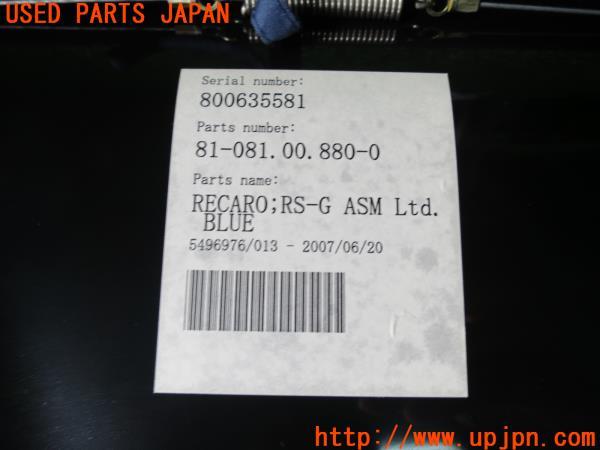 USED PARTS JAPAN
Serial number:
800635581
Parts number:
81-081.00.880-0
Parts name:
RECARO;RS-G ASM Ltd.
BLUE
5496976/013 - 2007/06/20
UPJ
http://www.upjpn.com